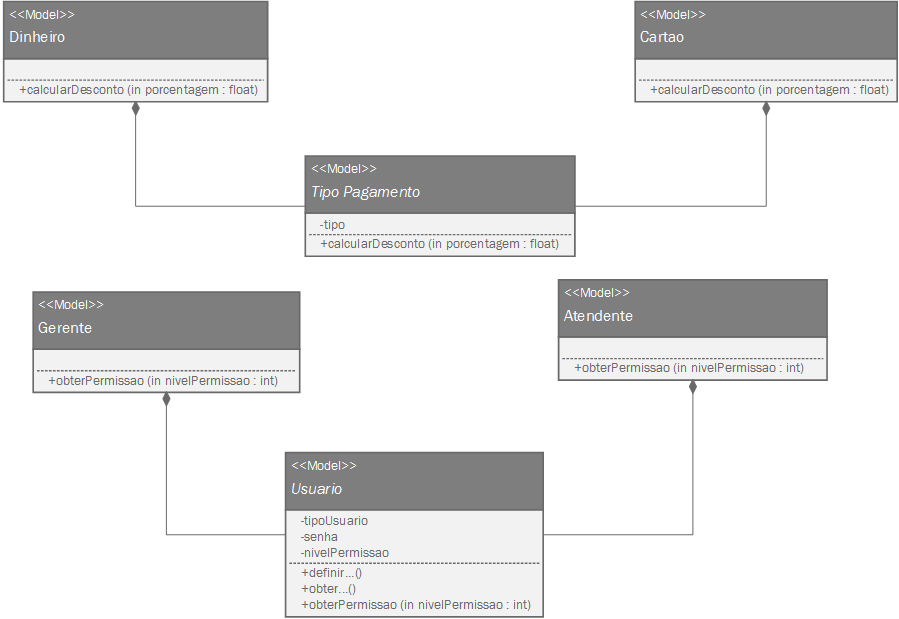 <<Model>>
Dinheiro
+calcularDesconto (in porcentagem : float)
<<Model>>
Cartao
+calcularDesconto (in porcentagem : float)
<<Model>>
Tipo Pagamento
-tipo
+calcularDesconto (in porcentagem : float)
<<Model>>
Gerente
+obterPermissao (in nivelPermissao : int)
<<Model>>
Atendente
+obterPermissao (in nivelPermissao : int)
<<Model>>
Usuario
-tipoUsuario
-senha
-nivelPermissao
+definir...()
+obter...()
+obterPermissao (in nivelPermissao : int)